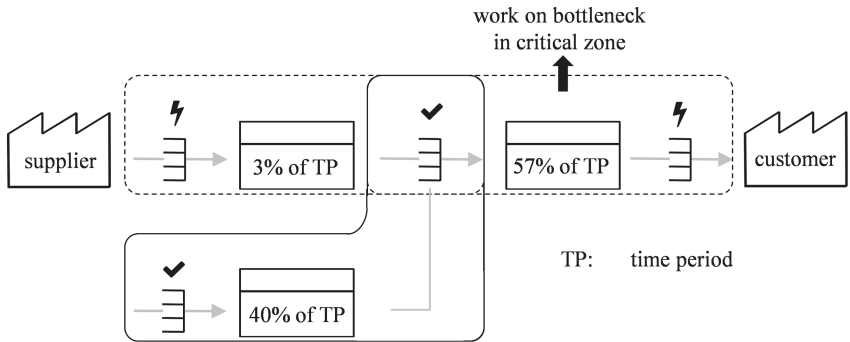 work on bottleneck
in critical zone
supplier
3% of TP
57% of TP
customer
TP: time period
40% of TP